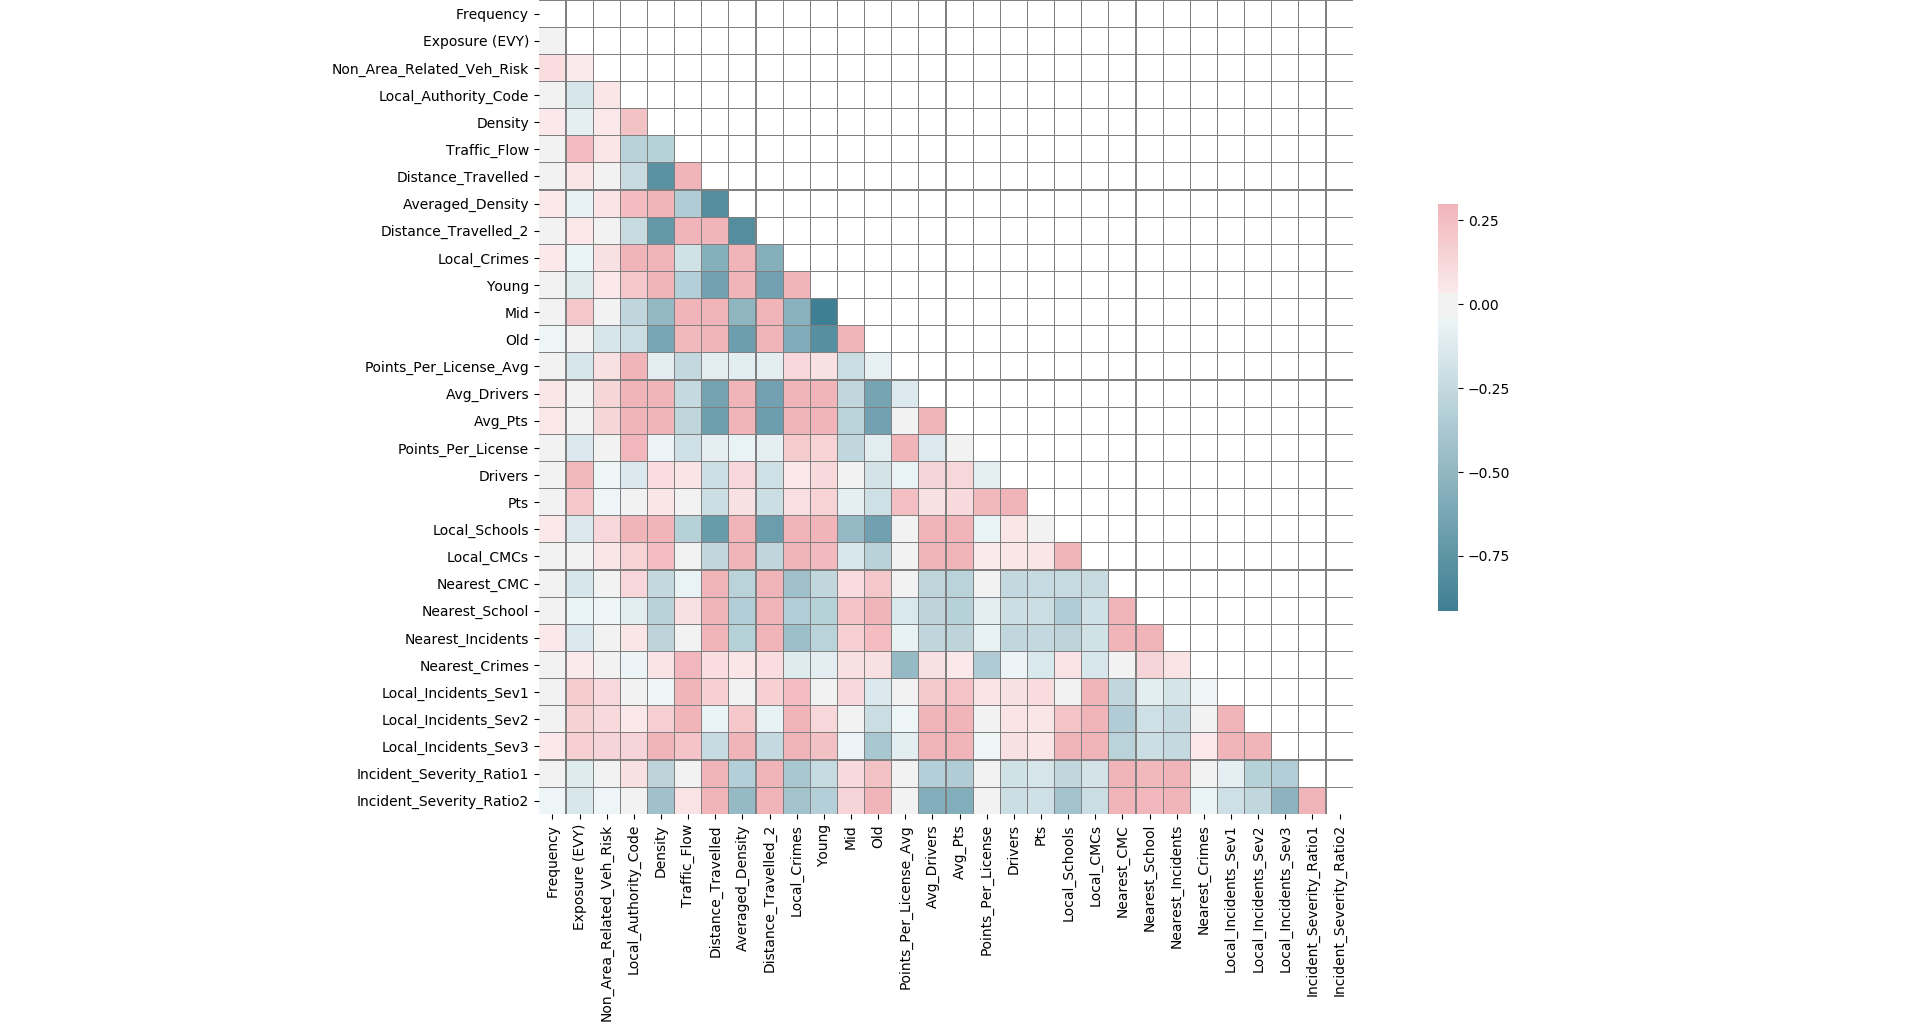 Frequency
Exposure (EVY)
Non_Area_Related_Veh_Risk
Local_Authority_Code
Density
Traffic_Flow
Distance_Travelled
Averaged_Density
Distance_Travelled_2
Local_Crimes
Young
Mid
Old
Points_Per_License_Avg
Avg_Drivers
Avg_Pts
Points_Per_License
Drivers
Pts
Local_Schools
Local_CMCs
Nearest_CMC
Nearest_School
Nearest_Incidents
Nearest_Crimes
Local_Incidents_Sev1
Local_Incidents_Sev2
Local_Incidents_Sev3
Incident_Severity_Ratio1
Incident_Severity_Ratio2
Frequency
Exposure (EVY)
Non_Area_Related_Veh_Risk
Local_Authority_Code
Density
Traffic_Flow
Distance_Travelled
Averaged_Density
Distance_Travelled_2
Local_Crimes
Young
Mid
Old
Points_Per_License_Avg
Avg_Drivers
Avg_Pts
Points_Per_License
Drivers
Pts
Local_Schools
Local_CMCs
Nearest_CMC
Nearest_School
Nearest_Incidents
Nearest_Crimes
Local_Incidents_Sev1
Local_Incidents_Sev2
Local_Incidents_Sev3
Incident_Severity_Ratio1
Incident_Severity_Ratio2
0.25
0.00
−0.25
−0.50
−0.75